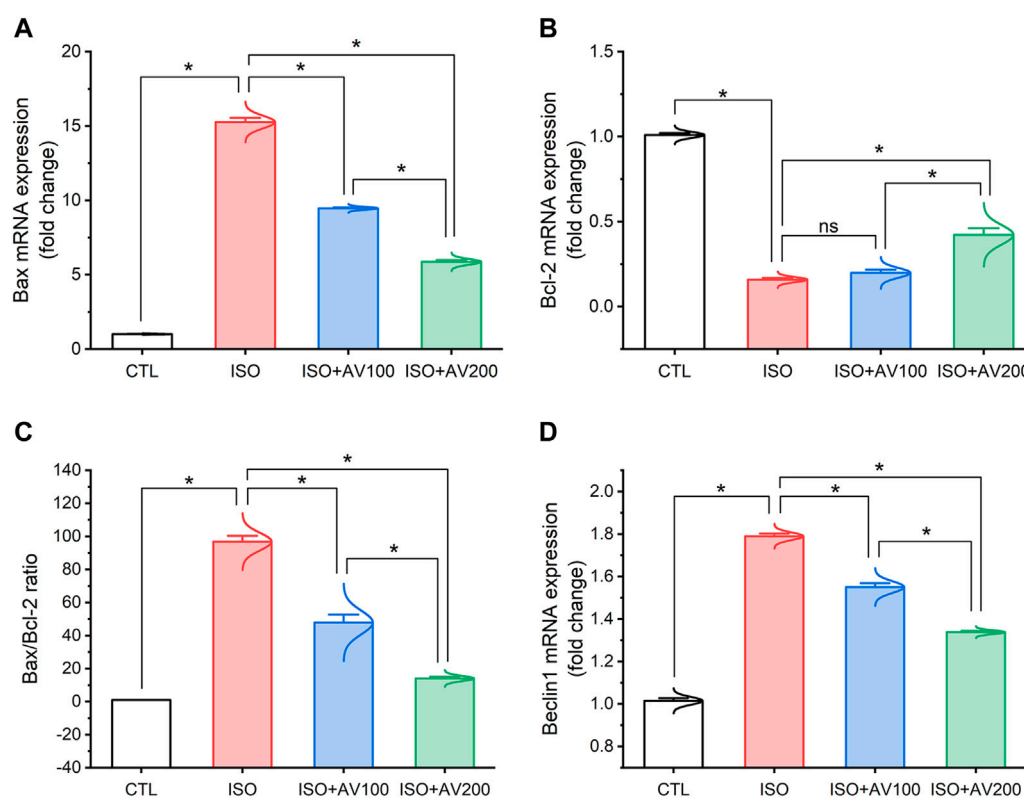 A
Bax mRNA expression
(fold change)
20
15
10
5
0
*
*
*
*
CTL
ISO
ISO+AV100
ISO+AV200
B
Bcl-2 mRNA expression
(fold change)
1.5
1.0
0.5
0.0
*
*
*
ns
CTL
ISO
ISO+AV100
ISO+AV200
C
Bax/Bcl-2 ratio
140
120
100
80
60
40
20
0
-20
-40
*
*
*
*
CTL
ISO
ISO+AV100
ISO+AV200
D
Beclin1 mRNA expression
(fold change)
2.0
1.8
1.6
1.4
1.2
1.0
0.8
*
*
*
*
CTL
ISO
ISO+AV100
ISO+AV200